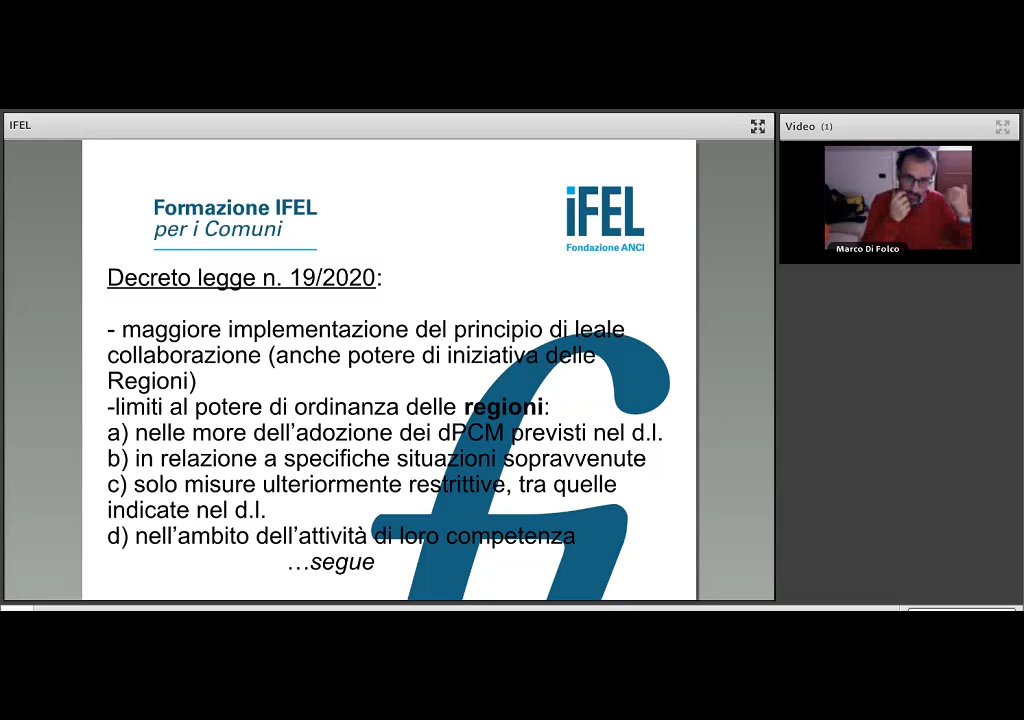 IFEL
Video (1)
Formazione IFEL
per i Comuni
iFEL
Fondazione ANCI
Marco Di Folco
Decreto legge n. 19/2020:
- maggiore implementazione del principio di leale
collaborazione (anche potere di iniziativa delle
Regioni)
-limiti al potere di ordinanza delle regioni:
a) nelle more dell’adozione dei dPCM previsti nel d.l.
b) in relazione a specifiche situazioni sopravvenute
c) solo misure ulteriormente restrittive, tra quelle
indicate nel d.l.
d) nell’ambito dell’attività di loro competenza
…segue